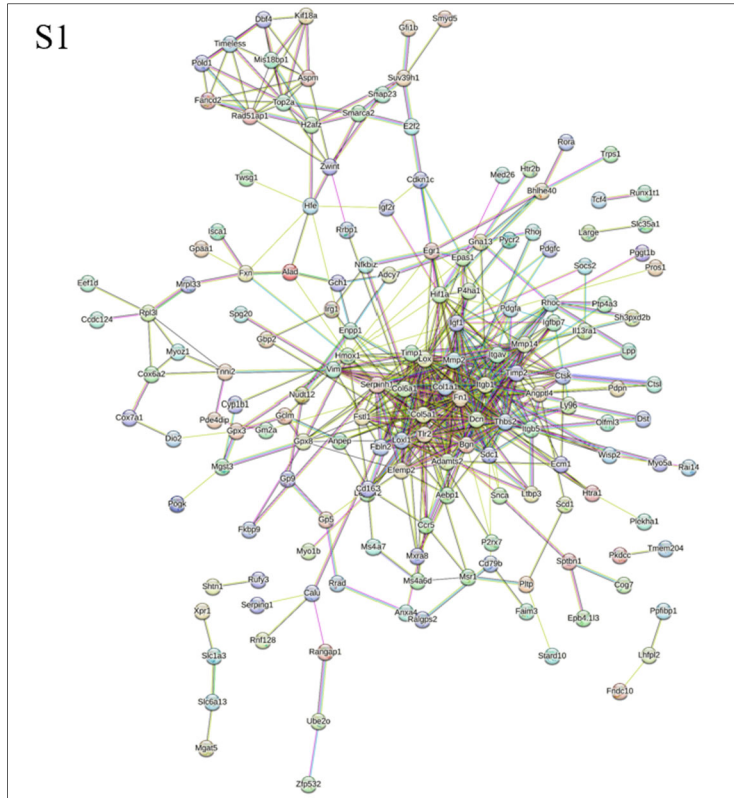 S1
Kif18a
Dbf4
Smyd5
Gfi1b
Timeless
Mis18bp1
Pold1
Aspm
Suv39h1
Fancd2
Top2a
Snap23
Rad51ap1
Smarca2
H2afz
E2f2
Rora
Zwint
Trps1
Med26
Htr2b
Twsg1
Cdkn1c
Bhlhe40
Runx1t1
Tcf4
Hfe
Igf2r
Rrbp1
Gna13
Rhoj
Slc35a1
Isca1
Pycr2
Large
Egr1
Gpaa1
Epas1
Pdgfc
Nfkbiz
Pggt1b
Fxn
Alad
Adcy7
Socs2
Pros1
Eef1d
Mrpl33
Gch1
P4ha1
Hif1a
Rhoc
Ptp4a3
Irg1
Pdgfa
Rpl3l
Spg20
Igfbp7
Sh3pxd2b
Ccdc124
Enpp1
Igf1
Il13ra1
Gbp2
Mmp14
Myoz1
Hmox1
Timp1
Lox
Itgav
Lpp
Cox6a2
Tnni2
Vim
Mmp2
Timp2
Ctsk
Serpinh1
Col6a1
Col1a1
Itgb1
Pdpn
Ctsl
Cox7a1
Pde4dip
Cyp1b1
Nudt12
Fn1
Angptl4
Ly96
Gpx3
Gclm
Fstl1
Col5a1
Dcn
Thbs2
Olfml3
Dst
Dio2
Gm2a
Gpx8
Anpep
Fbln2
Loxl1
Tlr2
Bgn
Itgb5
Mgst3
Efemp2
Adamts2
Sdc1
Ecm1
Wisp2
Myo5a
Rai14
Gp9
Cd163
Aebp1
Snca
Ltbp3
Htra1
Pogk
Scd1
Plekha1
Fkbp9
Gp5
Ccr5
Myo1b
Ms4a7
Mxra8
P2rx7
Tmem204
Pkdcc
Cd79b
Sptbn1
Shtn1
Rufy3
Rrad
Ms4a6d
Msr1
Pltp
Cog7
Xpr1
Serping1
Calu
Anxa4
Ralgps2
Faim3
Epb4.1l3
Ppfibp1
Rnf128
Slc1a3
Rangap1
Stard10
Lhfpl2
Fndc10
Slc6a13
Ube2o
Mgat5
Zfp532